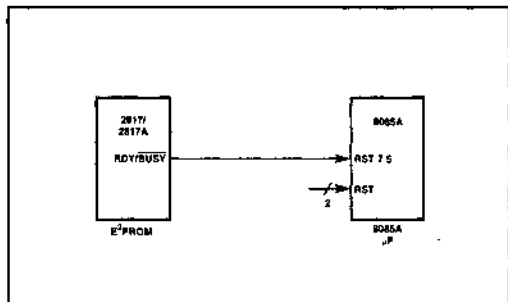 2817/
2817A
RDY/BUSY
E²PROM
8085A
RST 7.5
RST
2
8085A
μP